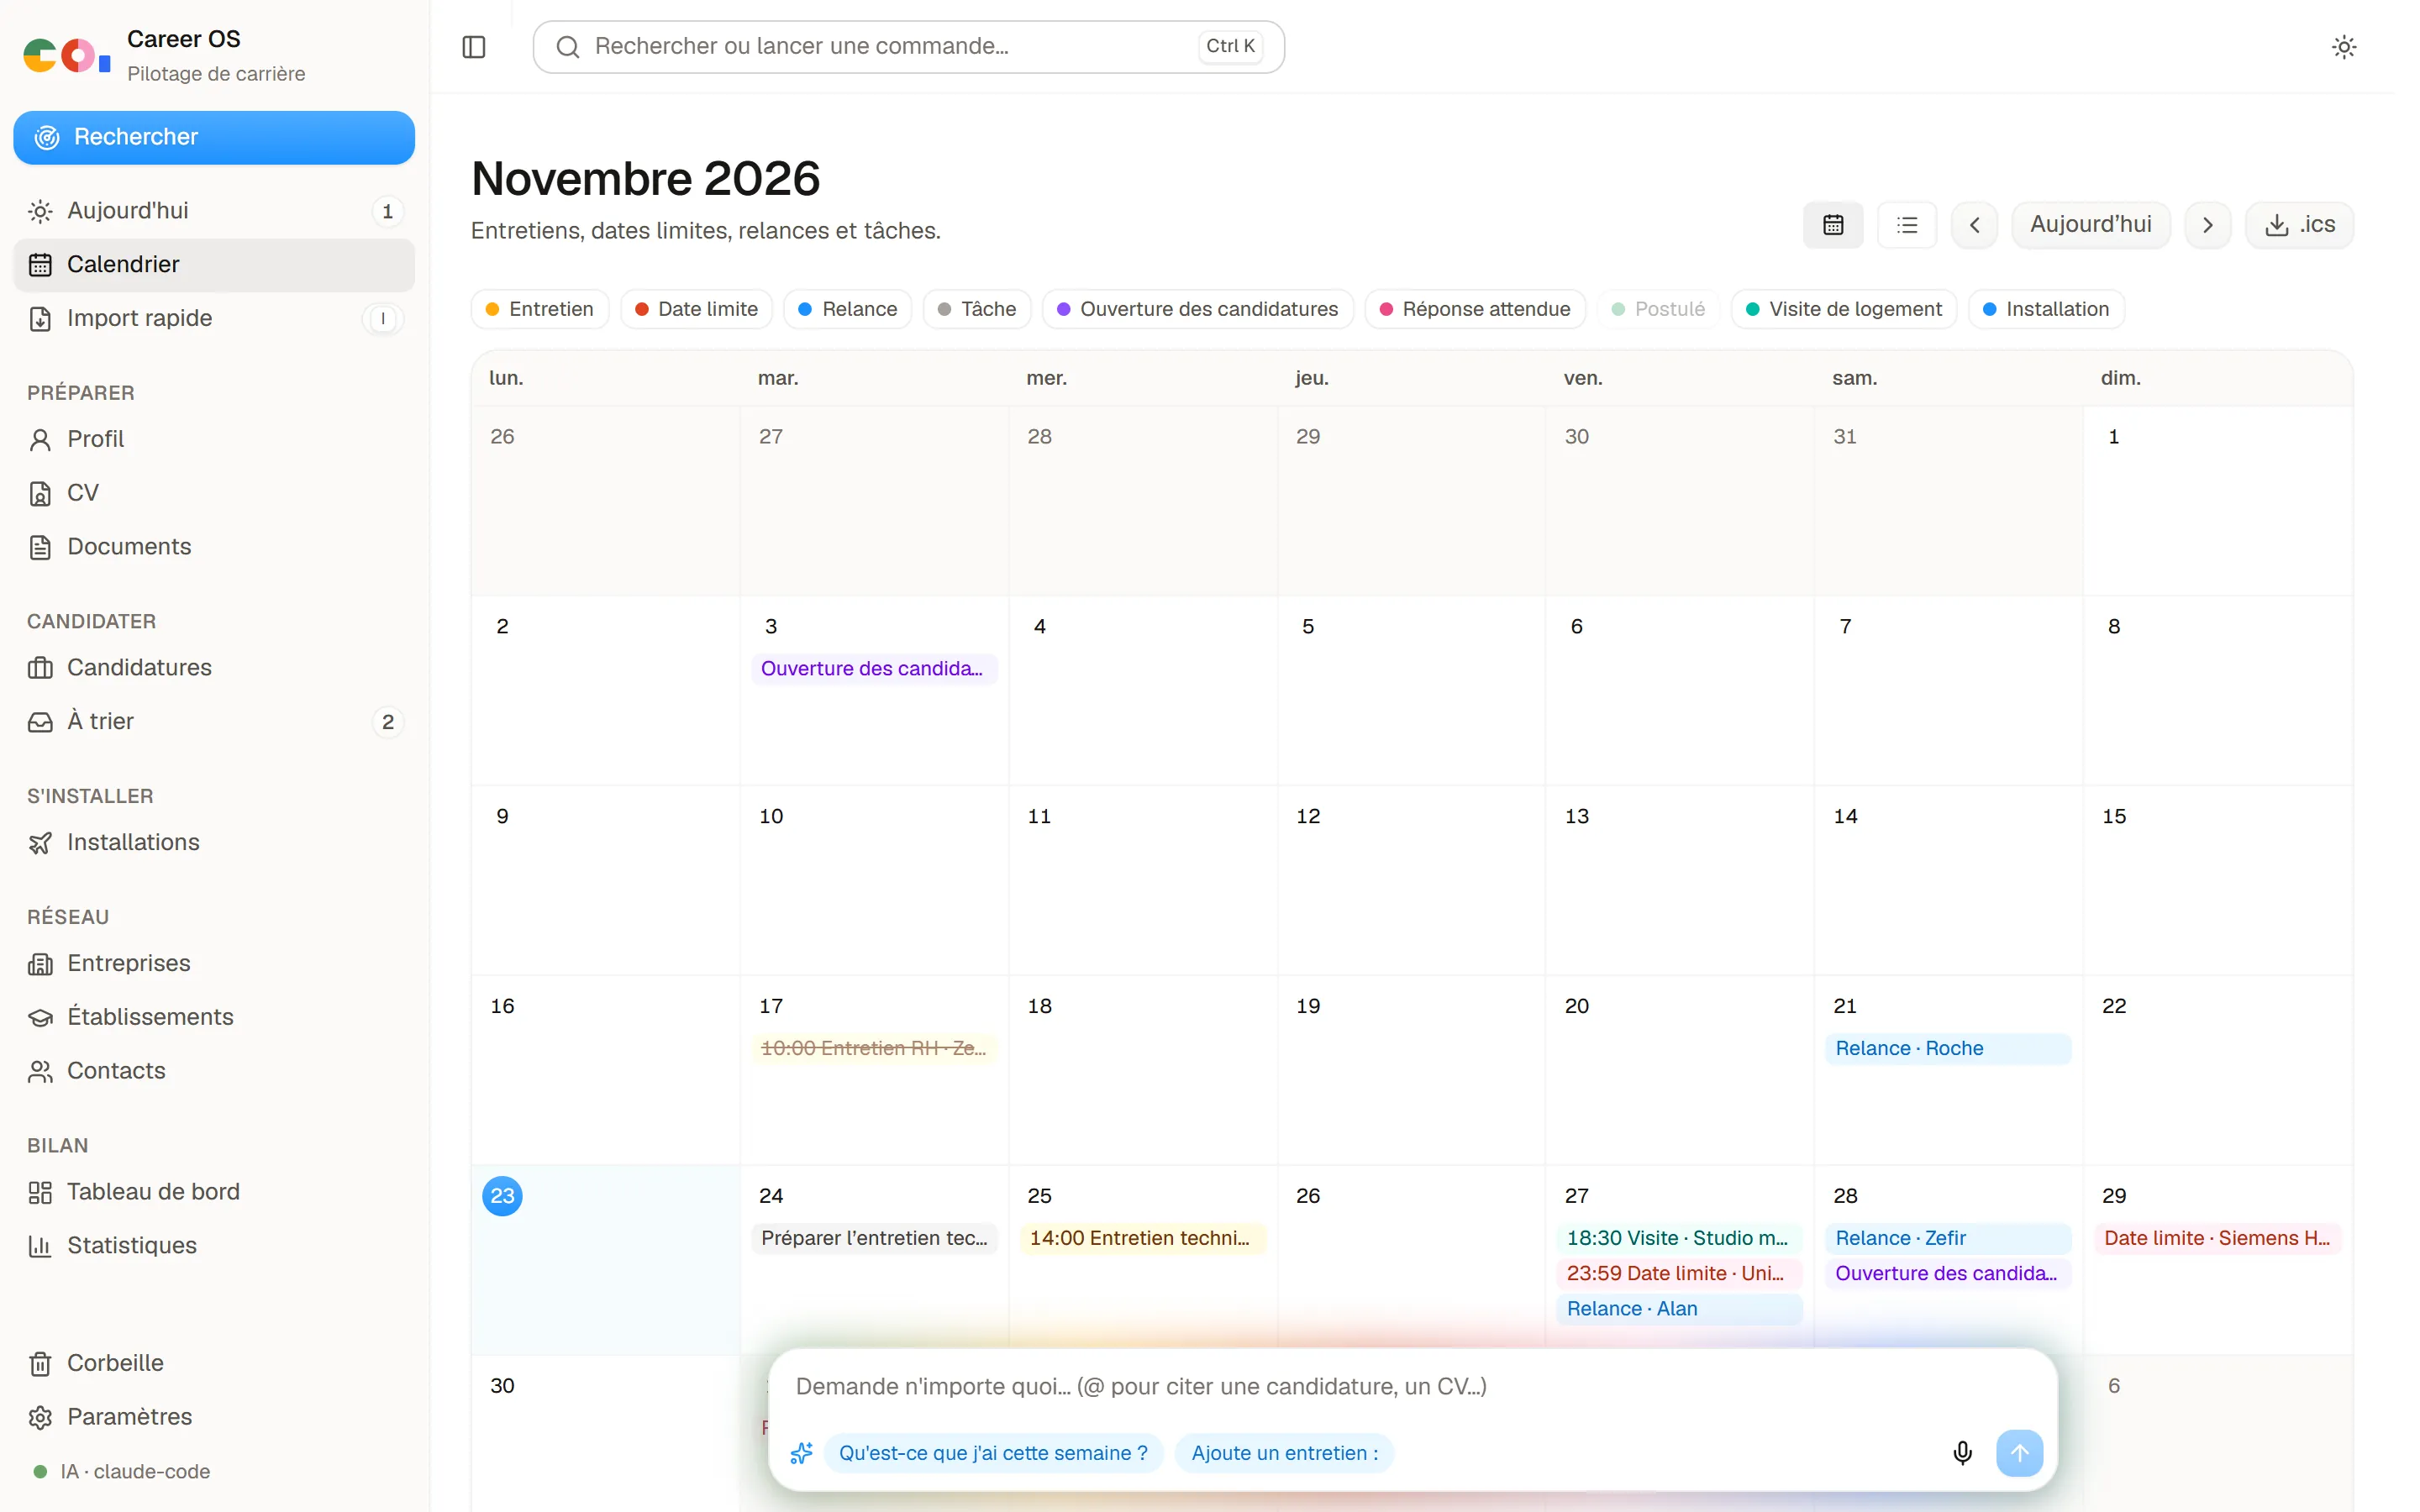 Career OS
Pilotage de carrière
Rechercher
Aujourd'hui 1
Calendrier
Import rapide I
PRÉPARER
Profil
CV
Documents
CANDIDATER
Candidatures
À trier 2
S'INSTALLER
Installations
RÉSEAU
Entreprises
Établissements
Contacts
BILAN
Tableau de bord
Statistiques
Corbeille
Paramètres
IA · claude-code
Rechercher ou lancer une commande... Ctrl K
Novembre 2026
Entretiens, dates limites, relances et tâches.
Aujourd’hui .ics
Entretien Date limite Relance Tâche Ouverture des candidatures Réponse attendue Postulé Visite de logement Installation
lun. mar. mer. jeu. ven. sam. dim.
26 27 28 29 30 31 1
2 3 4 5 6 7 8
Ouverture des candida...
9 10 11 12 13 14 15
16 17 18 19 20 21 22
10:00 Entretien RH · Ze... Relance · Roche
23 24 25 26 27 28 29
Préparer l’entretien tec... 14:00 Entretien techni... 18:30 Visite · Studio m... Relance · Zefir Date limite · Siemens H...
23:59 Date limite · Uni... Ouverture des candida...
Relance · Alan
30 6
Demande n'importe quoi... (@ pour citer une candidature, un CV...)
Qu'est-ce que j'ai cette semaine ? Ajoute un entretien :